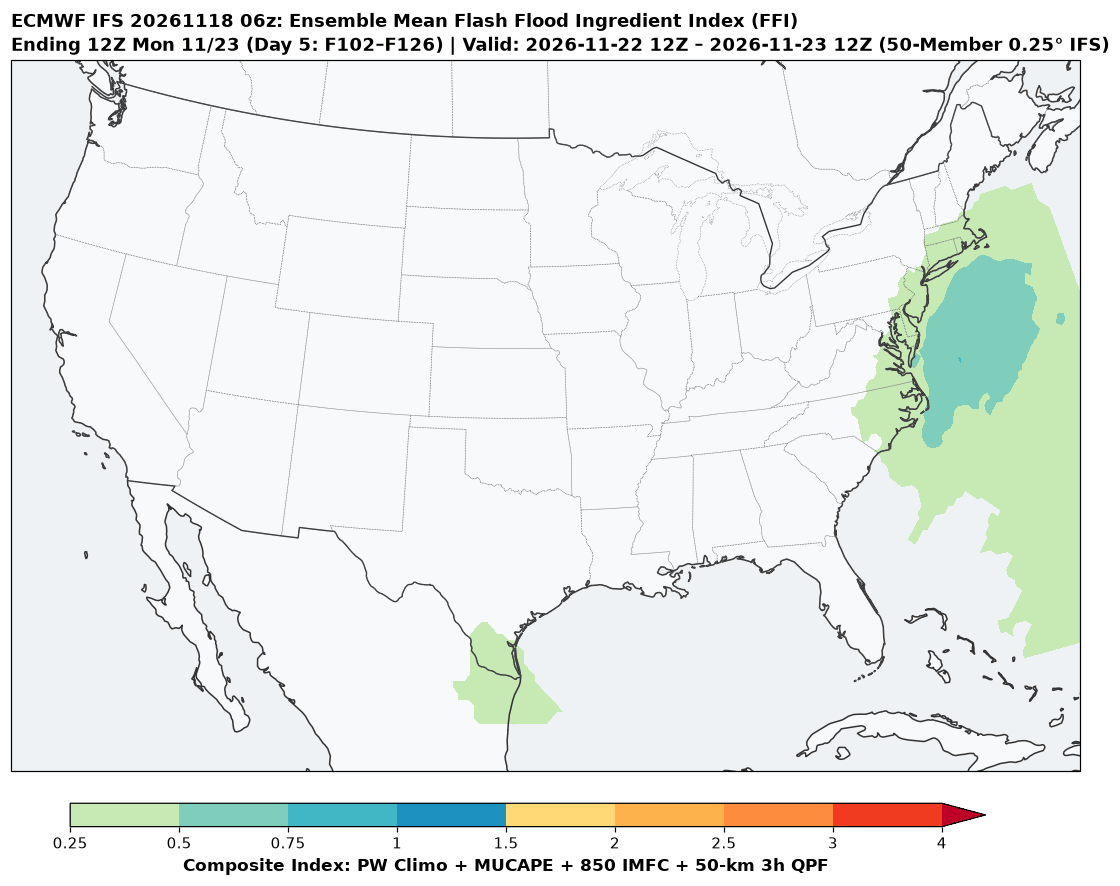 ECMWF IFS 20261118 06z: Ensemble Mean Flash Flood Ingredient Index (FFI)
Ending 12Z Mon 11/23 (Day 5: F102–F126) | Valid: 2026-11-22 12Z – 2026-11-23 12Z (50-Member 0.25° IFS)
0.25 0.5 0.75 1 1.5 2 2.5 3 4
Composite Index: PW Climo + MUCAPE + 850 IMFC + 50-km 3h QPF